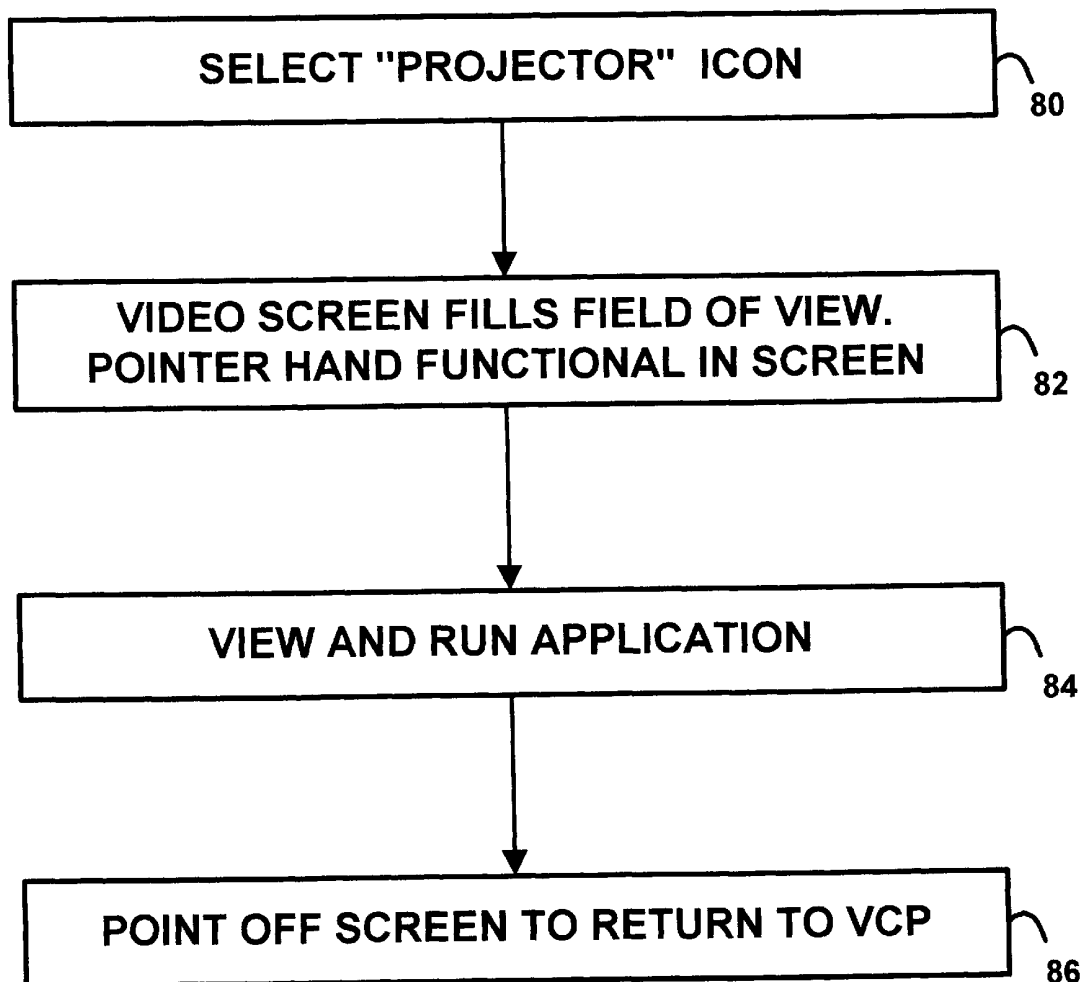 SELECT "PROJECTOR" ICON
80
VIDEO SCREEN FILLS FIELD OF VIEW.
POINTER HAND FUNCTIONAL IN SCREEN
82
VIEW AND RUN APPLICATION
84
POINT OFF SCREEN TO RETURN TO VCP
86